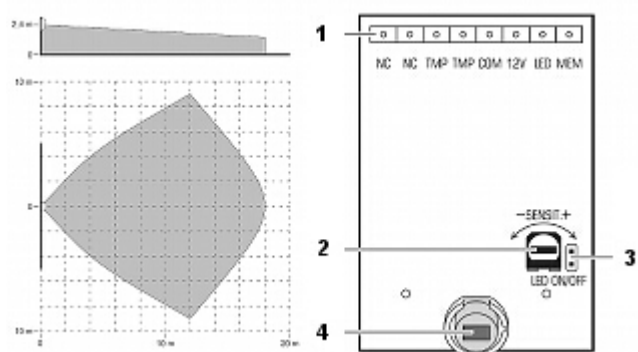 2,4 m
0
10 m
0
10 m
0
10 m
20 m
1
NC NC TMP TMP COM 12V LED MEM
-SENSIT.+
2
3
LED ON/OFF
4